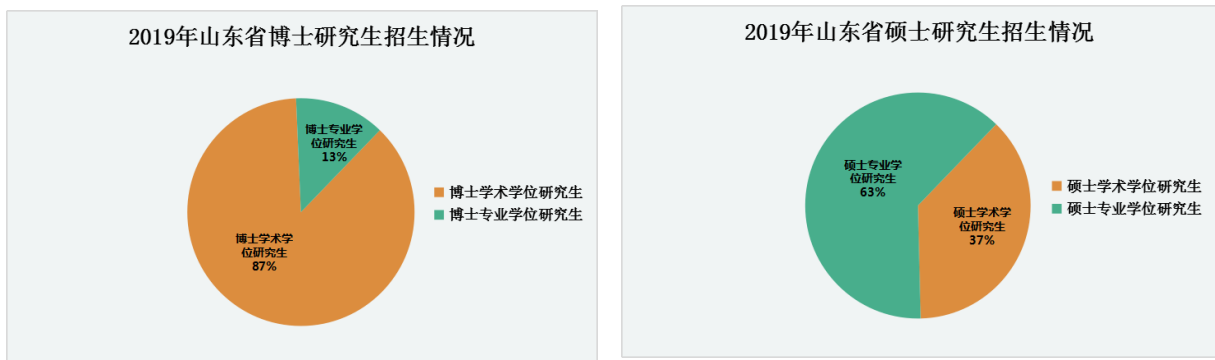 2019年山东省博士研究生招生情况
博士专业学
位研究生
13%
博士学术学
位研究生
87%
博士学术学位研究生
博士专业学位研究生
2019年山东省硕士研究生招生情况
硕士专业学
位研究生
63%
硕士学术学
位研究生
37%
硕士学术学位研究生
硕士专业学位研究生